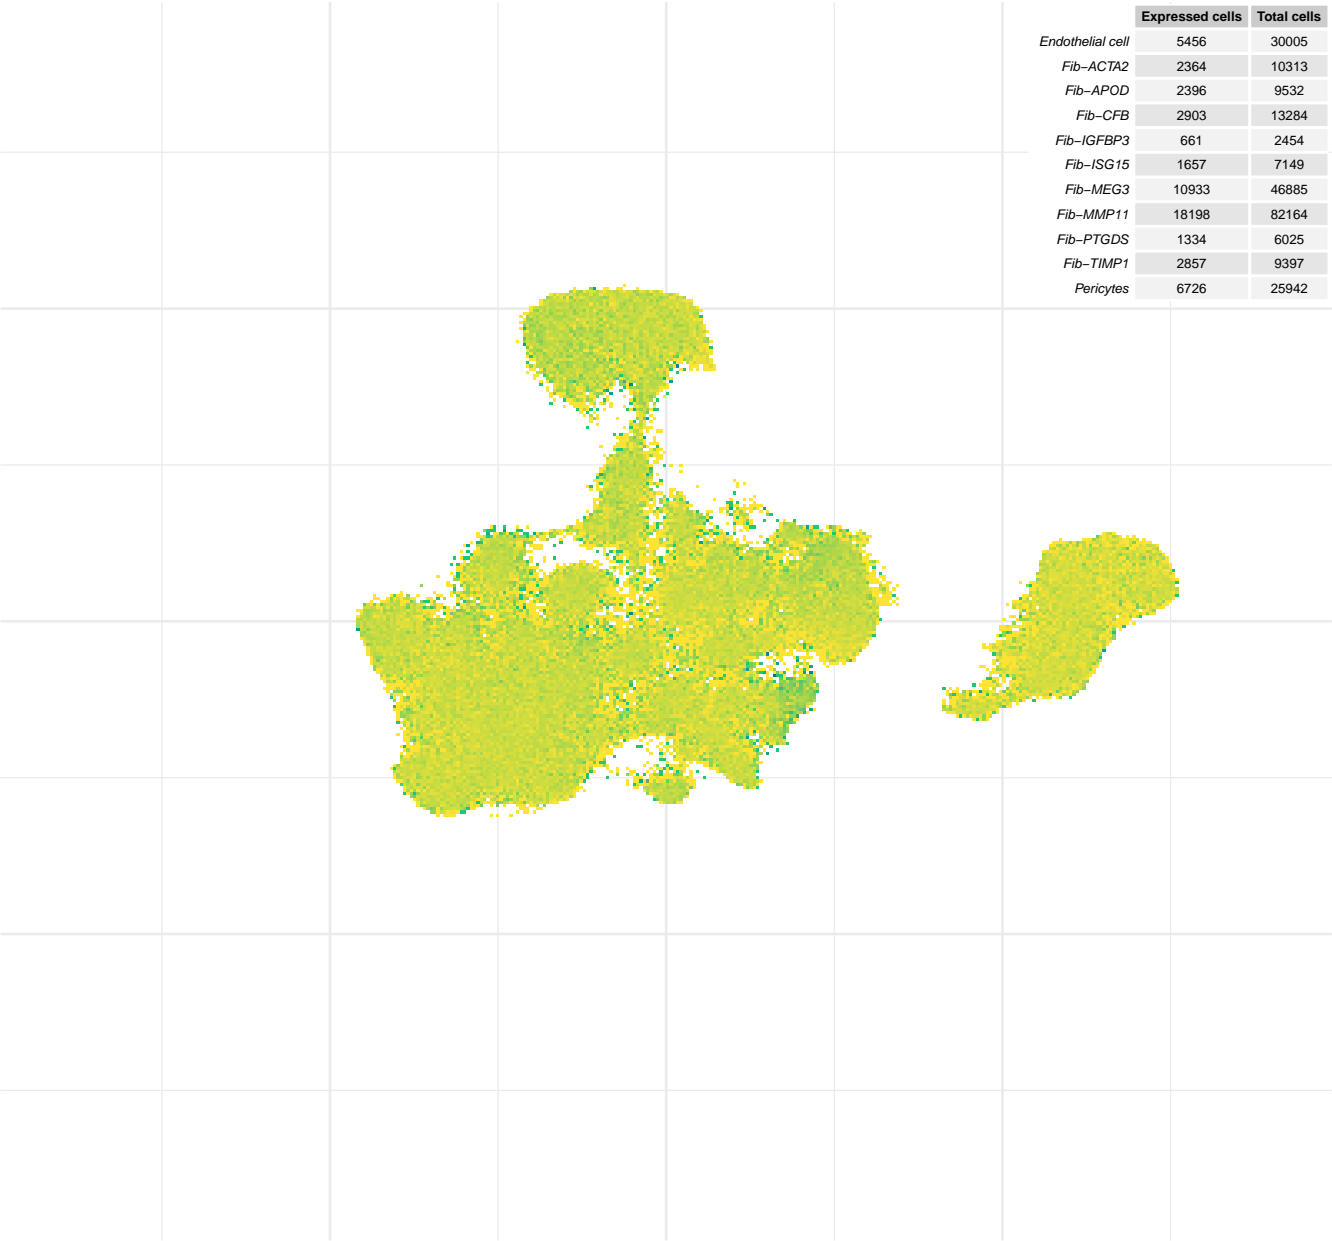 Expressed cells Total cells
Endothelial cell 5456 30005
Fib−ACTA2 2364 10313
Fib−APOD 2396 9532
Fib−CFB 2903 13284
Fib−IGFBP3 661 2454
Fib−ISG15 1657 7149
Fib−MEG3 10933 46885
Fib−MMP11 18198 82164
Fib−PTGDS 1334 6025
Fib−TIMP1 2857 9397
Pericytes 6726 25942